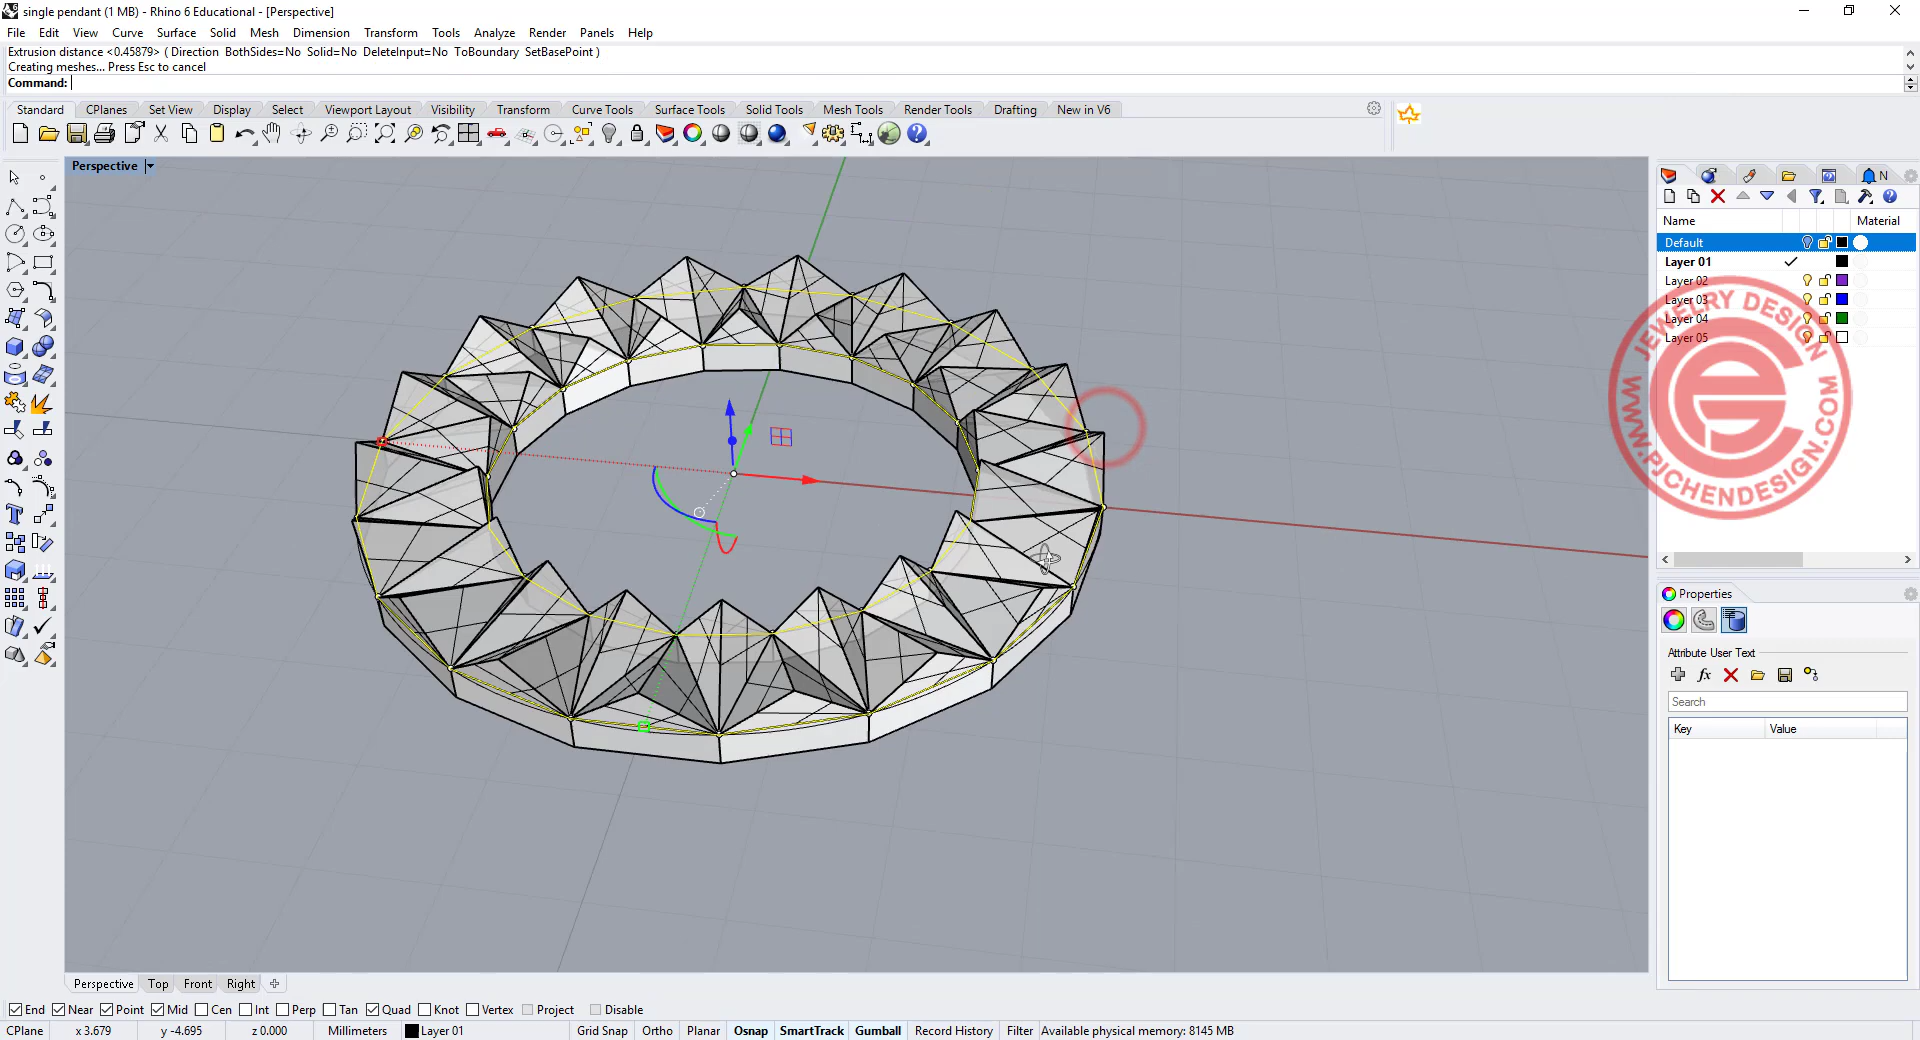 single pendant (1 MB) - Rhino 6 Educational - [Perspective]
File Edit View Curve Surface Solid Mesh Dimension Transform Tools Analyze Render Panels Help
Extrusion distance <0.45879> ( Direction BothSides=No Solid=No DeleteInput=No ToBoundary SetBasePoint )
Creating meshes... Press Esc to cancel
Command:
Standard CPlanes Set View Display Select Viewport Layout Visibility Transform Curve Tools Surface Tools Solid Tools Mesh Tools Render Tools Drafting New in V6
Perspective
N
Name Material
Default
Layer 01
Layer 02
Layer 03
Layer 04
Layer 05
JEWELRY DESIGN
WWW.PJCHENDESIGN.COM
Properties
Attribute User Text
fx
Search
Key Value
Perspective Top Front Right
End Near Point Mid Cen Int Perp Tan Quad Knot Vertex Project Disable
CPlane x 3.679 y -4.695 z 0.000 Millimeters Layer 01 Grid Snap Ortho Planar Osnap SmartTrack Gumball Record History Filter Available physical memory: 8145 MB